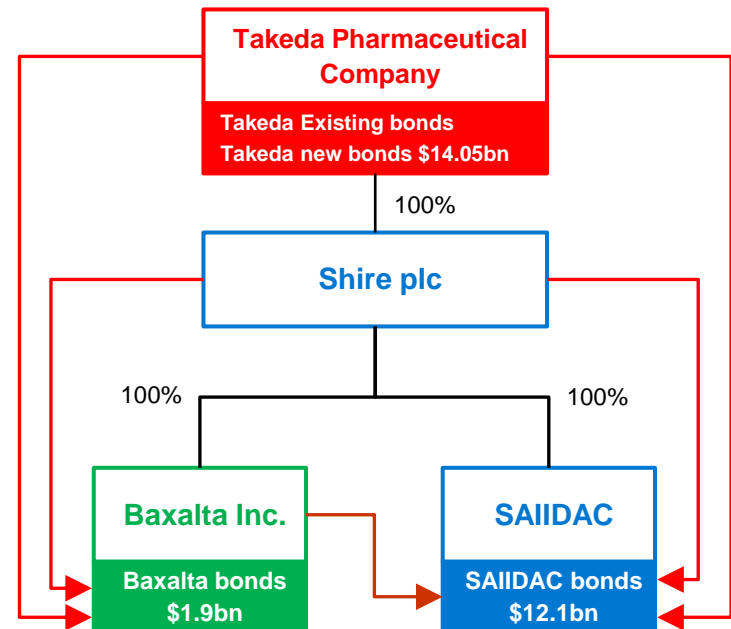 Takeda Pharmaceutical
Company
Takeda Existing bonds
Takeda new bonds $14.05bn
100%
Shire plc
100%
100%
Baxalta Inc.
SAIIDAC
Baxalta bonds
$1.9bn
SAIIDAC bonds
$12.1bn